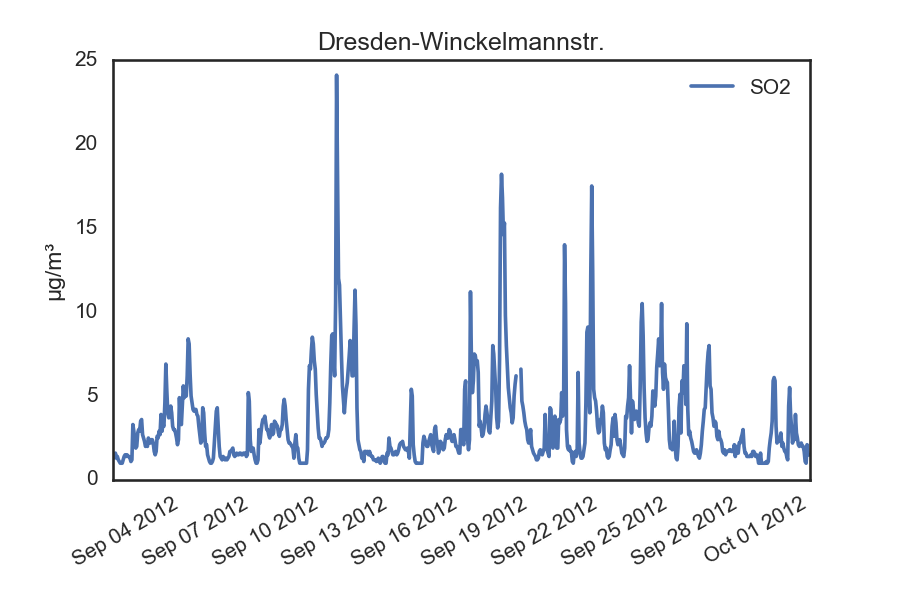 Dresden-Winckelmannstr.
25
20
15
10
5
0
µg/m³
SO2
Sep 04 2012
Sep 07 2012
Sep 10 2012
Sep 13 2012
Sep 16 2012
Sep 19 2012
Sep 22 2012
Sep 25 2012
Sep 28 2012
Oct 01 2012